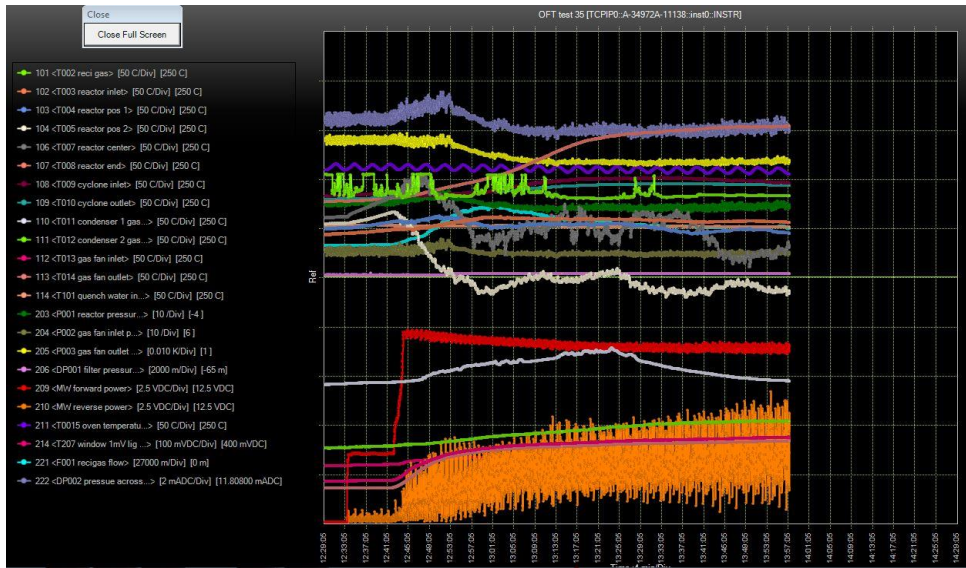 Close
Close Full Screen
OFT test 35 [TCPIP0::A-34972A-11138::inst0::INSTR]
101 <T002 reci gas> [50 C/Div] [250 C]
102 <T003 reactor inlet> [50 C/Div] [250 C]
103 <T004 reactor pos 1> [50 C/Div] [250 C]
104 <T005 reactor pos 2> [50 C/Div] [250 C]
106 <T007 reactor center> [50 C/Div] [250 C]
107 <T008 reactor end> [50 C/Div] [250 C]
108 <T009 cyclone inlet> [50 C/Div] [250 C]
109 <T010 cyclone outlet> [50 C/Div] [250 C]
110 <T011 condenser 1 gas...> [50 C/Div] [250 C]
111 <T012 condenser 2 gas...> [50 C/Div] [250 C]
112 <T013 gas fan inlet> [50 C/Div] [250 C]
113 <T014 gas fan outlet> [50 C/Div] [250 C]
114 <T101 quench water in...> [50 C/Div] [250 C]
203 <P001 reactor pressur...> [10 /Div] [-4 ]
204 <P002 gas fan inlet p...> [10 /Div] [6 ]
205 <P003 gas fan outlet ...> [0.010 K/Div] [1 ]
206 <DP001 filter pressur...> [2000 m/Div] [-65 m]
209 <MW forward power> [2.5 VDC/Div] [12.5 VDC]
210 <MW reverse power> [2.5 VDC/Div] [12.5 VDC]
211 <T0015 oven temperatu...> [50 C/Div] [250 C]
214 <T207 window 1mV lig ...> [100 mVDC/Div] [400 mVDC]
221 <F001 recigas flow> [27000 m/Div] [0 m]
222 <DP002 pressue across...> [2 mADC/Div] [11.80800 mADC]
Ref
12:29:05 12:33:05 12:37:05 12:41:05 12:45:05 12:49:05 12:53:05 12:57:05 13:01:05 13:05:05 13:09:05 13:13:05 13:17:05 13:21:05 13:25:05 13:29:05 13:33:05 13:37:05 13:41:05 13:45:05 13:49:05 13:53:05 13:57:05 14:01:05 14:05:05 14:09:05 14:13:05 14:17:05 14:21:05 14:25:05 14:29:05
Time 4 min/Div